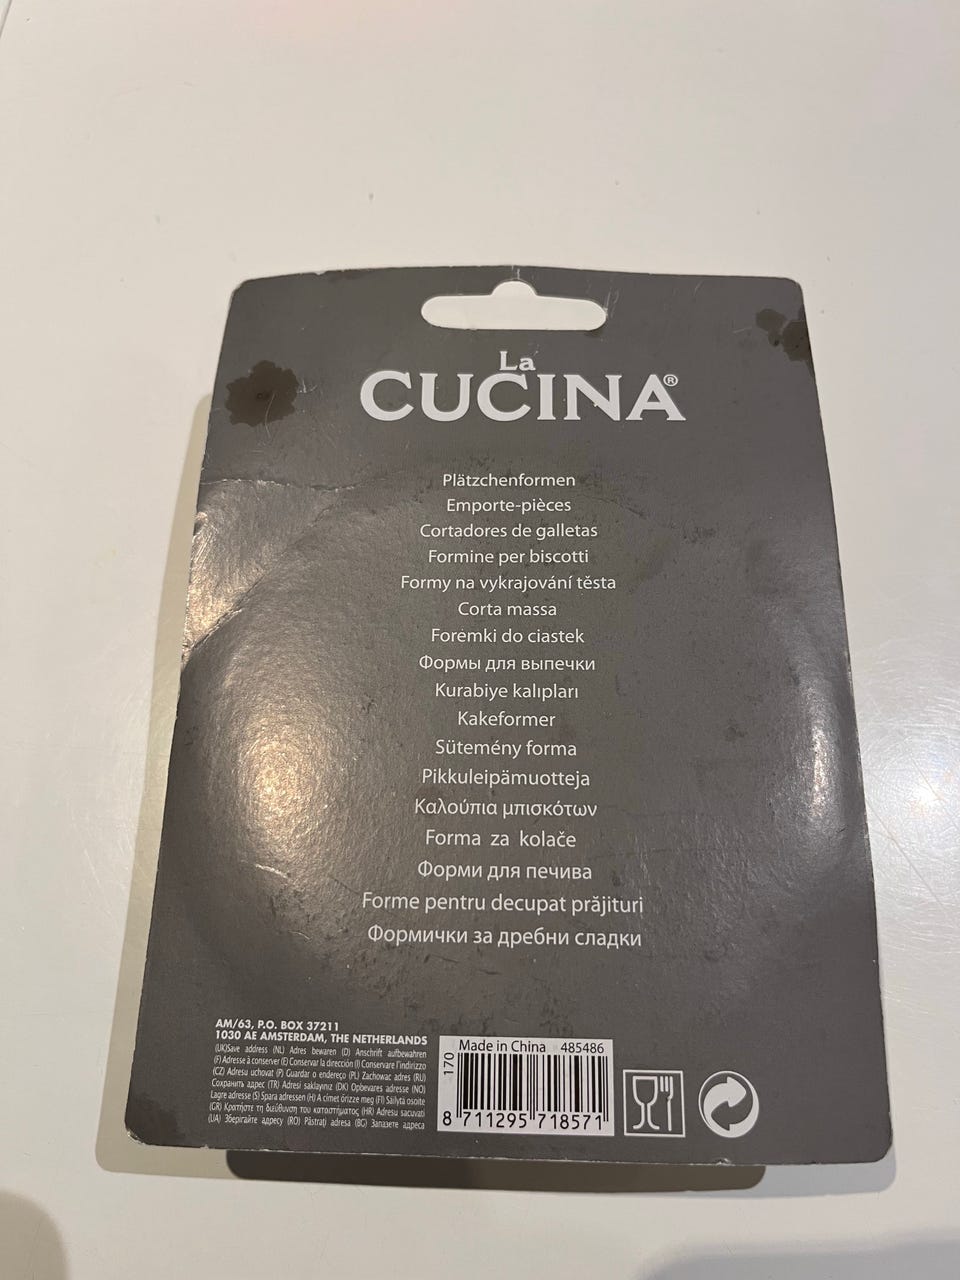 La
CUCINA®
Plätzchenformen
Emporte-pièces
Cortadores de galletas
Formine per biscotti
Formy na vykrajování těsta
Corta massa
Forėmki do ciastek
Формы для выпечки
Kurabiye kalıpları
Kakeformer
Sütemény forma
Pikkuleipämuotteja
Καλούπια μπισκότων
Forma za kolače
Форми для печива
Forme pentru decupat prăjituri
Формички за дребни сладки
AM/63, P.O. BOX 37211
1030 AE AMSTERDAM, THE NETHERLANDS
(UK)Save address (NL) Adres bewaren (D) Anschrift aufbewahren
(F) Adresse à conserver (E) Conservar la dirección (I) Conservare l'indirizzo
(CZ) Adresu uchovat (P) Guardar o endereço (PL) Zachowac adres (RU)
Сохранить адрес (TR) Adresi saklayiniz (DK) Opbevares adresse (NO)
Lagre adresse (S) Spara adressen (H) A címet őrizze meg (FI) Säilytä osoite
(GR) Κρατήστε τη διεύθυνση του καταστήματος (HR) Adresu sacuvati
(UA) Зберігайте адресу (RO) Păstrați adresa (BG) Запазете адреса
Made in China 485486
170
8 711295 718571